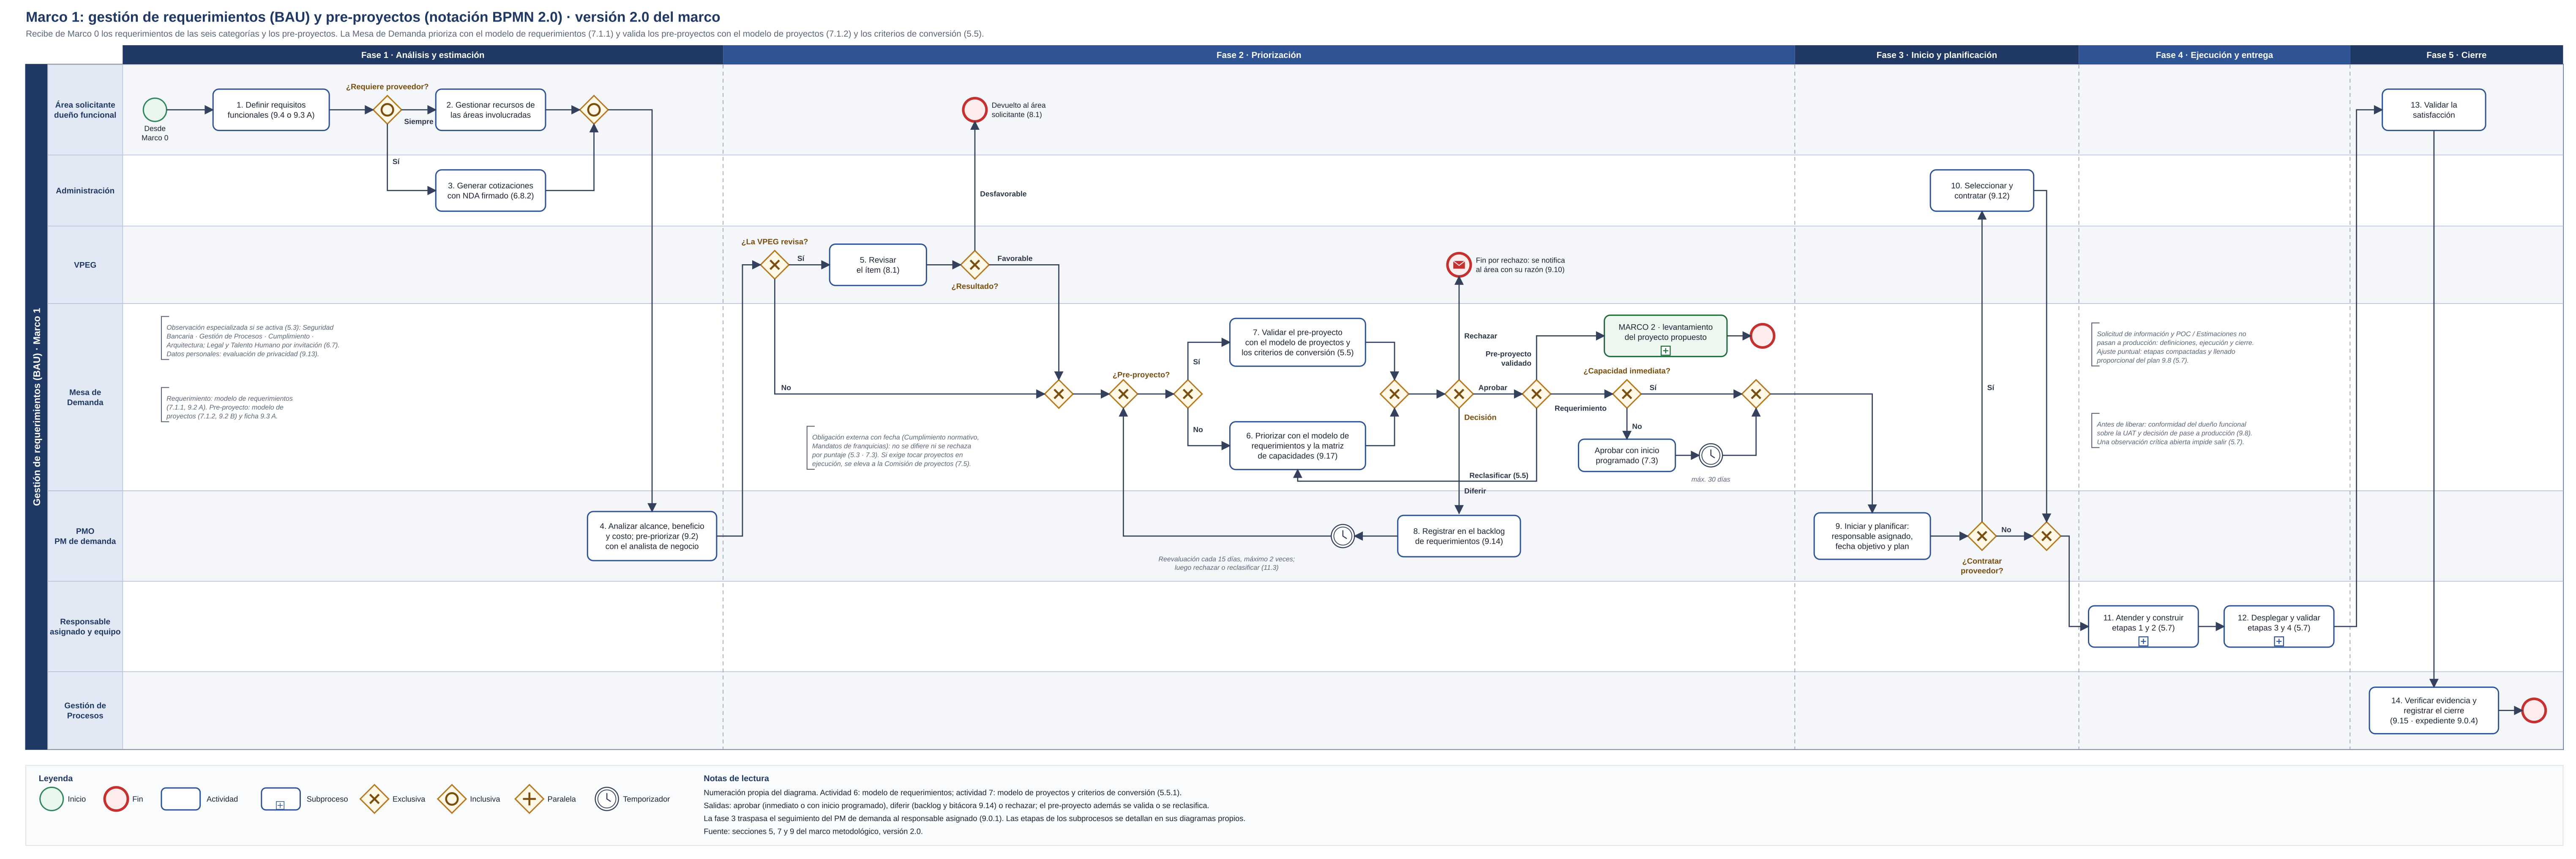 Marco 1: gestión de requerimientos (BAU) y pre-proyectos (notación BPMN 2.0) · versión 2.0 del marco
Recibe de Marco 0 los requerimientos de las seis categorías y los pre-proyectos. La Mesa de Demanda prioriza con el modelo de requerimientos (7.1.1) y valida los pre-proyectos con el modelo de proyectos (7.1.2) y los criterios de conversión (5.5).
Fase 1 · Análisis y estimación
Fase 2 · Priorización
Fase 3 · Inicio y planificación
Fase 4 · Ejecución y entrega
Fase 5 · Cierre
Gestión de requerimientos (BAU) · Marco 1
Área solicitante
dueño funcional
Desde
Marco 0
1. Definir requisitos
funcionales (9.4 o 9.3 A)
¿Requiere proveedor?
Siempre
Sí
2. Gestionar recursos de
las áreas involucradas
Devuelto al área
solicitante (8.1)
13. Validar la
satisfacción
Administración
3. Generar cotizaciones
con NDA firmado (6.8.2)
Desfavorable
10. Seleccionar y
contratar (9.12)
VPEG
¿La VPEG revisa?
Sí
5. Revisar
el ítem (8.1)
Favorable
¿Resultado?
Fin por rechazo: se notifica
al área con su razón (9.10)
Mesa de
Demanda
Observación especializada si se activa (5.3): Seguridad
Bancaria · Gestión de Procesos · Cumplimiento ·
Arquitectura; Legal y Talento Humano por invitación (6.7).
Datos personales: evaluación de privacidad (9.13).
Requerimiento: modelo de requerimientos
(7.1.1, 9.2 A). Pre-proyecto: modelo de
proyectos (7.1.2, 9.2 B) y ficha 9.3 A.
No
Obligación externa con fecha (Cumplimiento normativo,
Mandatos de franquicias): no se difiere ni se rechaza
por puntaje (5.3 · 7.3). Si exige tocar proyectos en
ejecución, se eleva a la Comisión de proyectos (7.5).
¿Pre-proyecto?
Sí
No
7. Validar el pre-proyecto
con el modelo de proyectos y
los criterios de conversión (5.5)
6. Priorizar con el modelo de
requerimientos y la matriz
de capacidades (9.17)
Rechazar
Aprobar
Decisión
Reclasificar (5.5)
Diferir
Pre-proyecto
validado
Requerimiento
MARCO 2 · levantamiento
del proyecto propuesto
¿Capacidad inmediata?
Sí
No
Aprobar con inicio
programado (7.3)
máx. 30 días
Sí
Solicitud de información y POC / Estimaciones no
pasan a producción: definiciones, ejecución y cierre.
Ajuste puntual: etapas compactadas y llenado
proporcional del plan 9.8 (5.7).
Antes de liberar: conformidad del dueño funcional
sobre la UAT y decisión de pase a producción (9.8).
Una observación crítica abierta impide salir (5.7).
PMO
PM de demanda
4. Analizar alcance, beneficio
y costo; pre-priorizar (9.2)
con el analista de negocio
Reevaluación cada 15 días, máximo 2 veces;
luego rechazar o reclasificar (11.3)
8. Registrar en el backlog
de requerimientos (9.14)
9. Iniciar y planificar:
responsable asignado,
fecha objetivo y plan
No
¿Contratar
proveedor?
Responsable
asignado y equipo
11. Atender y construir
etapas 1 y 2 (5.7)
12. Desplegar y validar
etapas 3 y 4 (5.7)
Gestión de
Procesos
14. Verificar evidencia y
registrar el cierre
(9.15 · expediente 9.0.4)
Leyenda
Inicio
Fin
Actividad
Subproceso
Exclusiva
Inclusiva
Paralela
Temporizador
Notas de lectura
Numeración propia del diagrama. Actividad 6: modelo de requerimientos; actividad 7: modelo de proyectos y criterios de conversión (5.5.1).
Salidas: aprobar (inmediato o con inicio programado), diferir (backlog y bitácora 9.14) o rechazar; el pre-proyecto además se valida o se reclasifica.
La fase 3 traspasa el seguimiento del PM de demanda al responsable asignado (9.0.1). Las etapas de los subprocesos se detallan en sus diagramas propios.
Fuente: secciones 5, 7 y 9 del marco metodológico, versión 2.0.